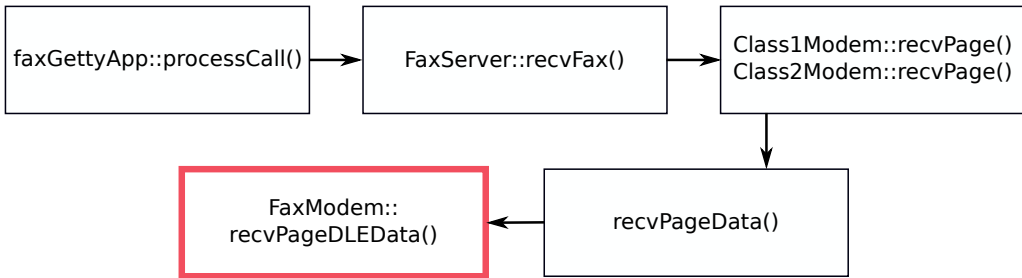 faxGettyApp::processCall()
FaxServer::recvFax()
Class1Modem::recvPage()
Class2Modem::recvPage()
recvPageData()
FaxModem::
recvPageDLEData()